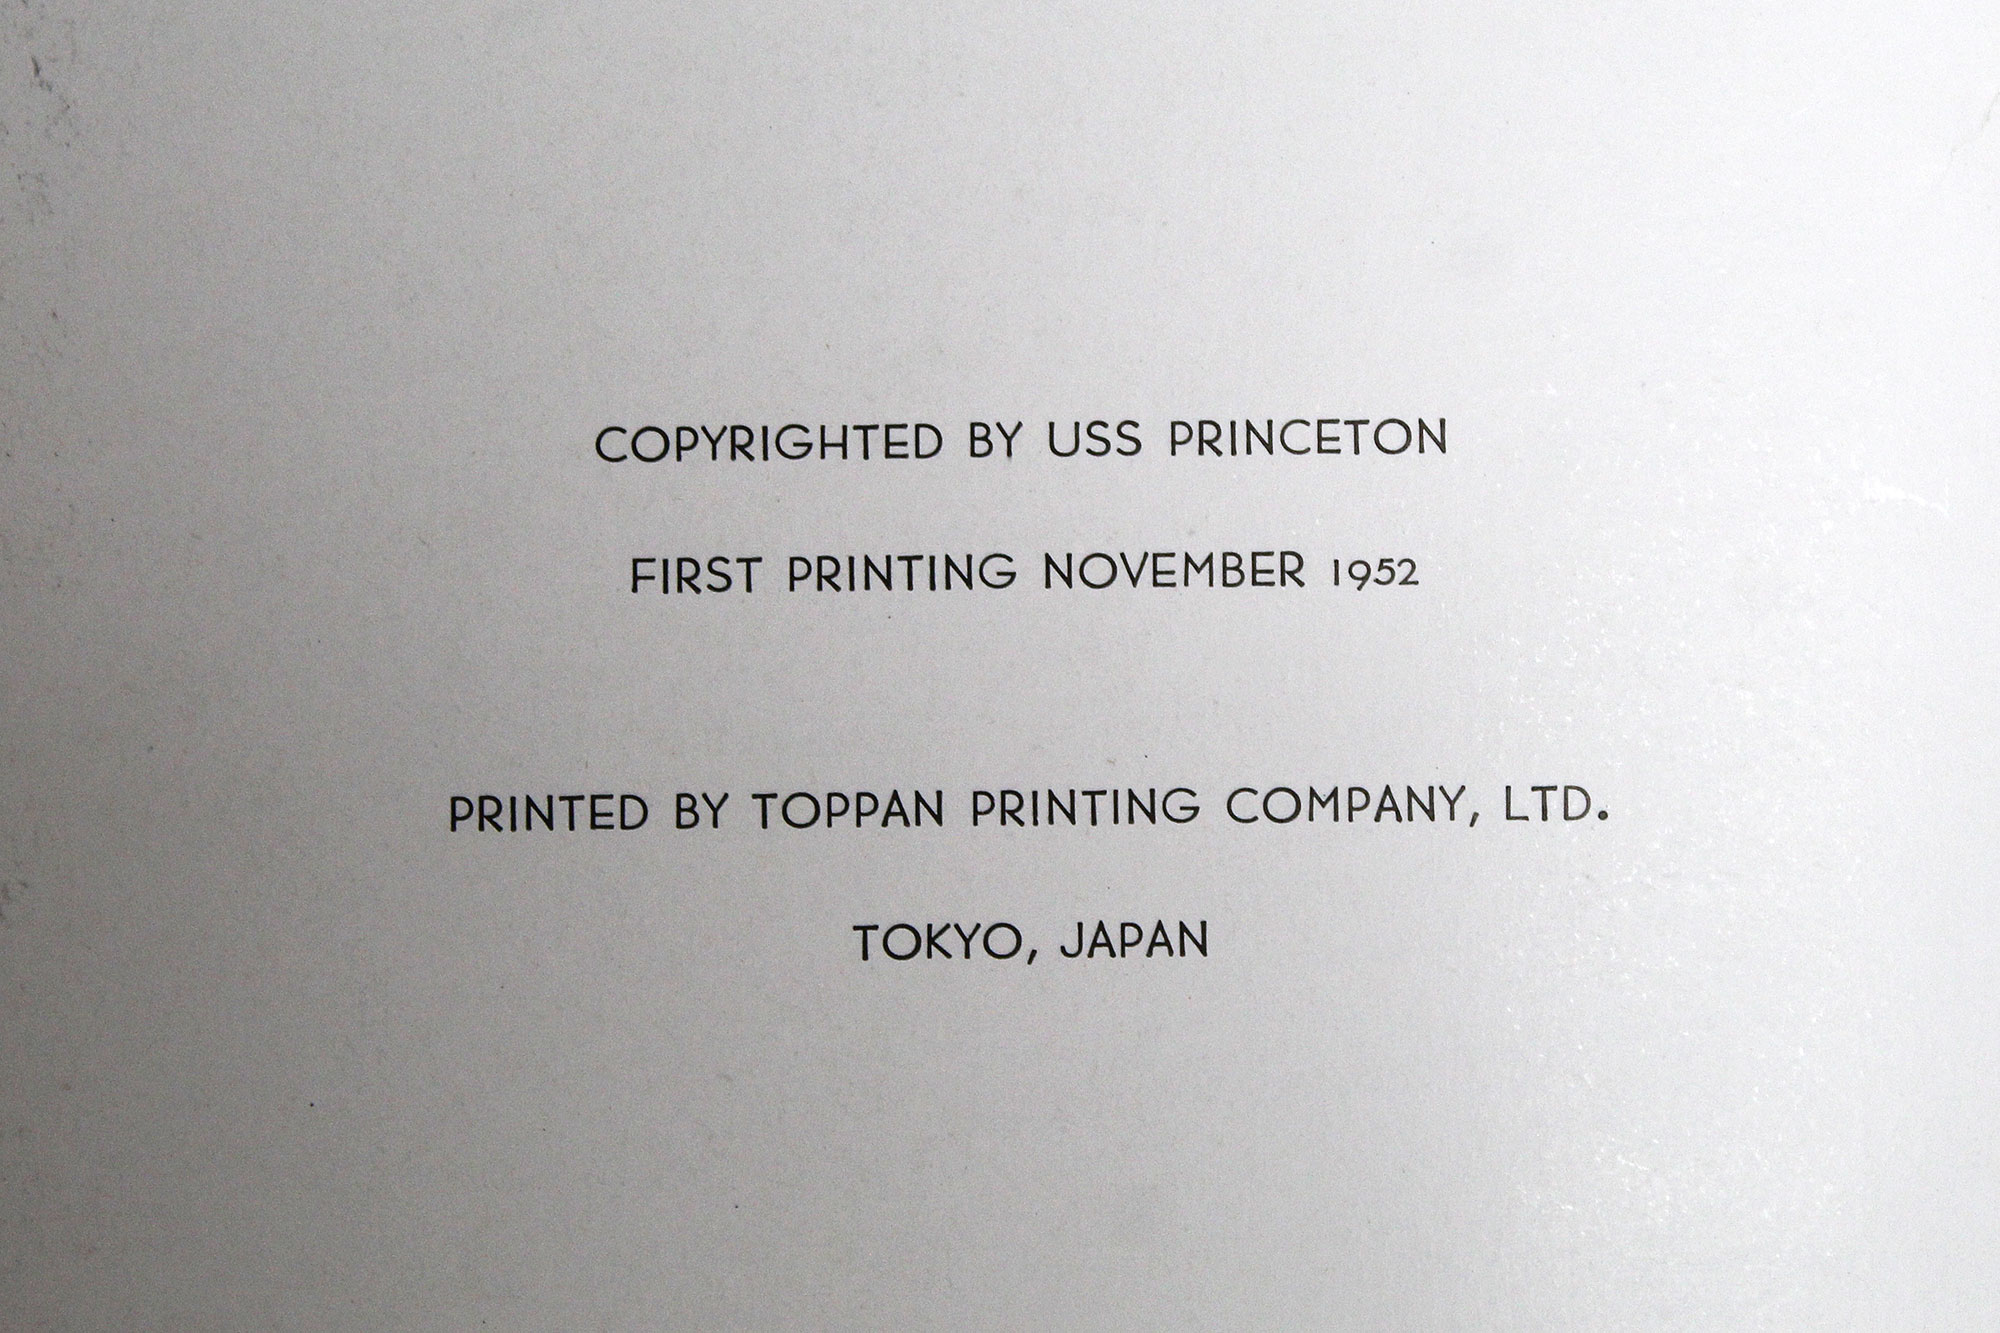 COPYRIGHTED BY USS PRINCETON
FIRST PRINTING NOVEMBER 1952
PRINTED BY TOPPAN PRINTING COMPANY, LTD.
TOKYO, JAPAN